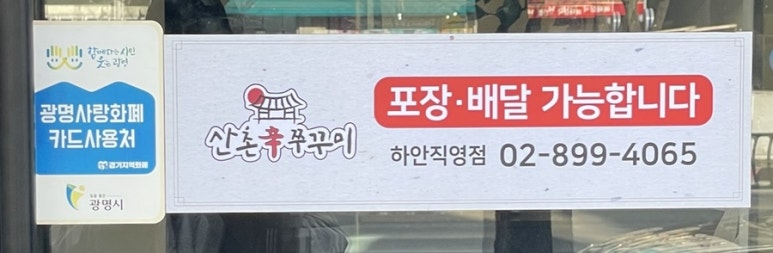 함께하는 시민
웃는 광명
광명사랑화폐
카드사용처
경기지역화폐
광명시
산촌辛쭈꾸미
포장·배달 가능합니다
하안직영점 02-899-4065